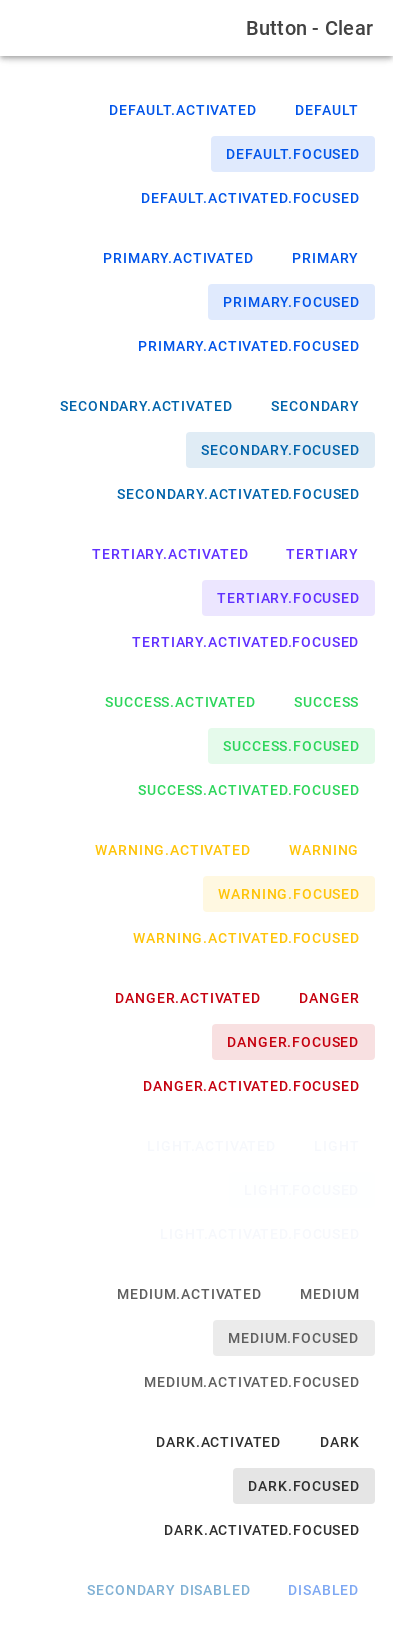 Button - Clear
DEFAULT.ACTIVATED DEFAULT
DEFAULT.FOCUSED
DEFAULT.ACTIVATED.FOCUSED
PRIMARY.ACTIVATED PRIMARY
PRIMARY.FOCUSED
PRIMARY.ACTIVATED.FOCUSED
SECONDARY.ACTIVATED SECONDARY
SECONDARY.FOCUSED
SECONDARY.ACTIVATED.FOCUSED
TERTIARY.ACTIVATED TERTIARY
TERTIARY.FOCUSED
TERTIARY.ACTIVATED.FOCUSED
SUCCESS.ACTIVATED SUCCESS
SUCCESS.FOCUSED
SUCCESS.ACTIVATED.FOCUSED
WARNING.ACTIVATED WARNING
WARNING.FOCUSED
WARNING.ACTIVATED.FOCUSED
DANGER.ACTIVATED DANGER
DANGER.FOCUSED
DANGER.ACTIVATED.FOCUSED
LIGHT.ACTIVATED LIGHT
LIGHT.FOCUSED
LIGHT.ACTIVATED.FOCUSED
MEDIUM.ACTIVATED MEDIUM
MEDIUM.FOCUSED
MEDIUM.ACTIVATED.FOCUSED
DARK.ACTIVATED DARK
DARK.FOCUSED
DARK.ACTIVATED.FOCUSED
SECONDARY DISABLED DISABLED